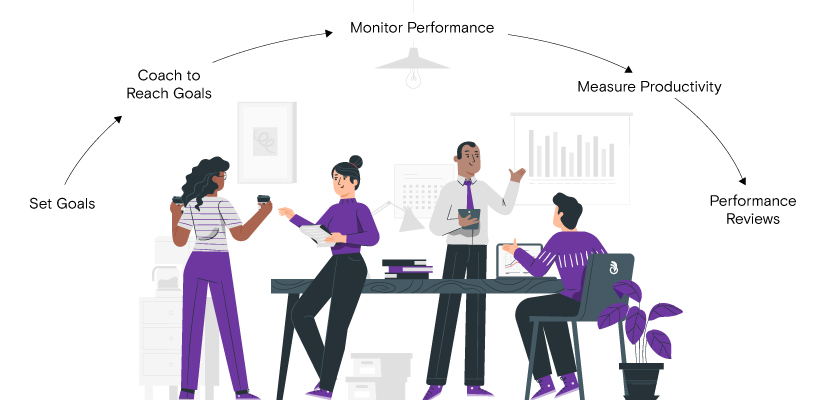 Set Goals
Coach to
Reach Goals
Monitor Performance
Measure Productivity
Performance
Reviews